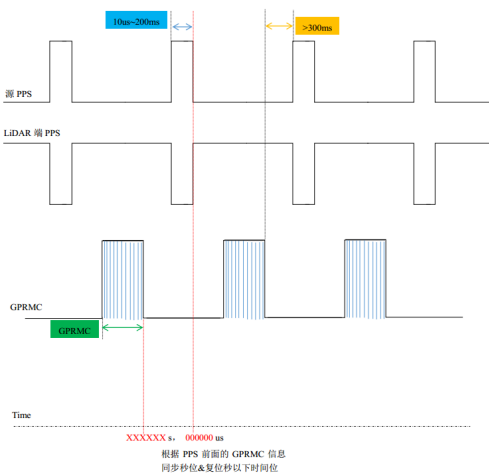 10us~200ms
>300ms
源 PPS
LiDAR 端 PPS
GPRMC
GPRMC
Time
XXXXXX s， 000000 us
根据 PPS 前面的 GPRMC 信息
同步秒位&复位秒以下时间位